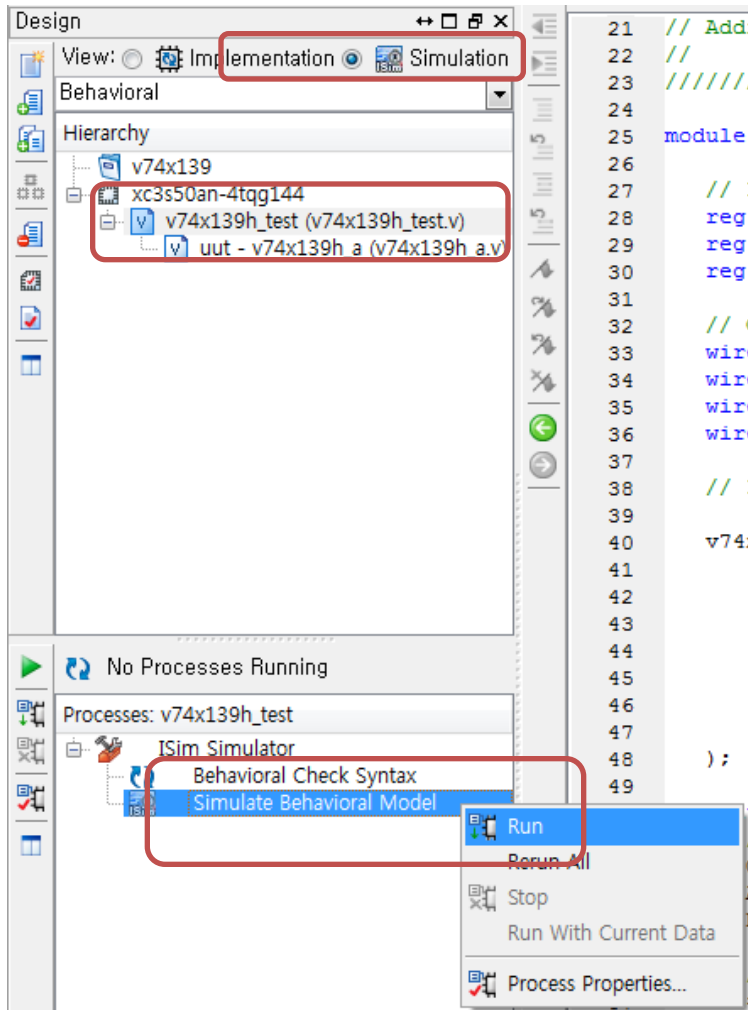 Design
View: Implementation Simulation
Behavioral
Hierarchy
v74x139
xc3s50an-4tqg144
v74x139h_test (v74x139h_test.v)
uut - v74x139h_a (v74x139h_a.v)
No Processes Running
Processes: v74x139h_test
ISim Simulator
Behavioral Check Syntax
Simulate Behavioral Model
Run
Rerun All
Stop
Run With Current Data
Process Properties...
21 // Add
22 //
23 //////
24
25 module
26
27 //
28 reg
29 reg
30 reg
31
32 //
33 wir
34 wir
35 wir
36 wir
37
38 //
39
40 v74
41
42
43
44
45
46
47
48 );
49